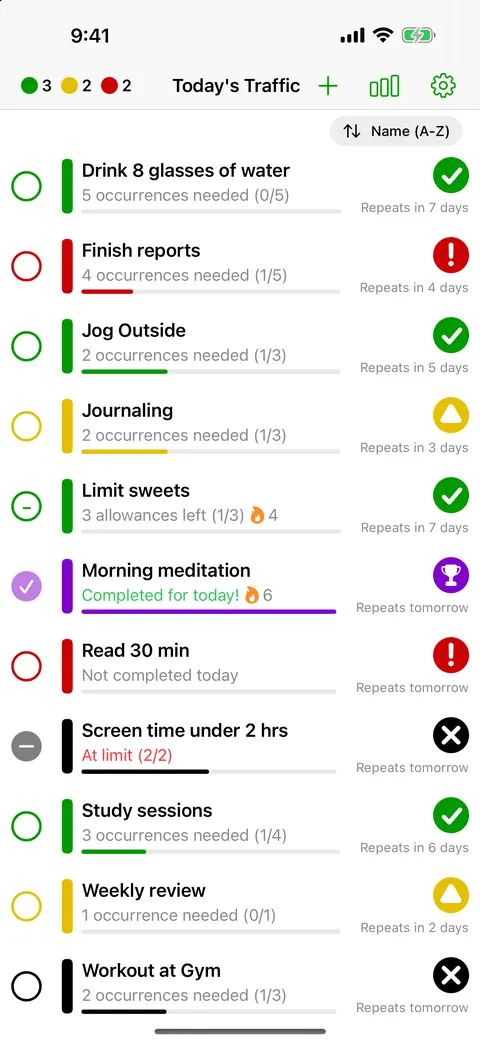 9:41
3 2 2 Today's Traffic
Name (A-Z)
Drink 8 glasses of water
5 occurrences needed (0/5)
Repeats in 7 days
Finish reports
4 occurrences needed (1/5)
Repeats in 4 days
Jog Outside
2 occurrences needed (1/3)
Repeats in 5 days
Journaling
2 occurrences needed (1/3)
Repeats in 3 days
Limit sweets
3 allowances left (1/3) 🔥4
Repeats in 7 days
Morning meditation
Completed for today! 🔥6
Repeats tomorrow
Read 30 min
Not completed today
Repeats tomorrow
Screen time under 2 hrs
At limit (2/2)
Repeats tomorrow
Study sessions
3 occurrences needed (1/4)
Repeats in 6 days
Weekly review
1 occurrence needed (0/1)
Repeats in 2 days
Workout at Gym
2 occurrences needed (1/3)
Repeats tomorrow